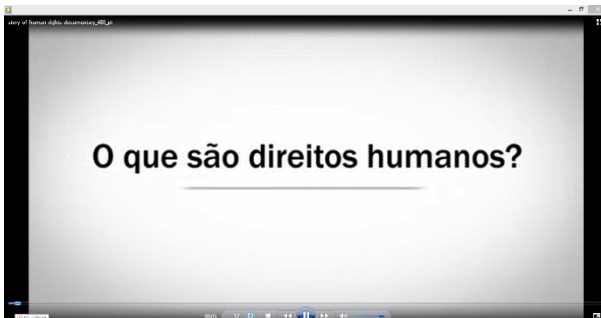 story of human rights documentary_480_pt
O que são direitos humanos?